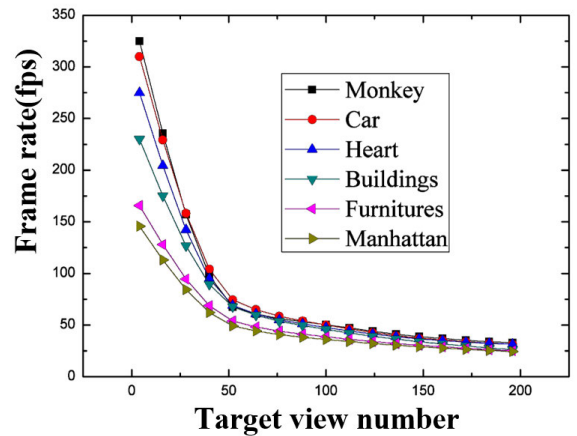 350
300
250
200
150
100
50
0
Frame rate(fps)
Monkey
Car
Heart
Buildings
Furnitures
Manhattan
0 50 100 150 200
Target view number